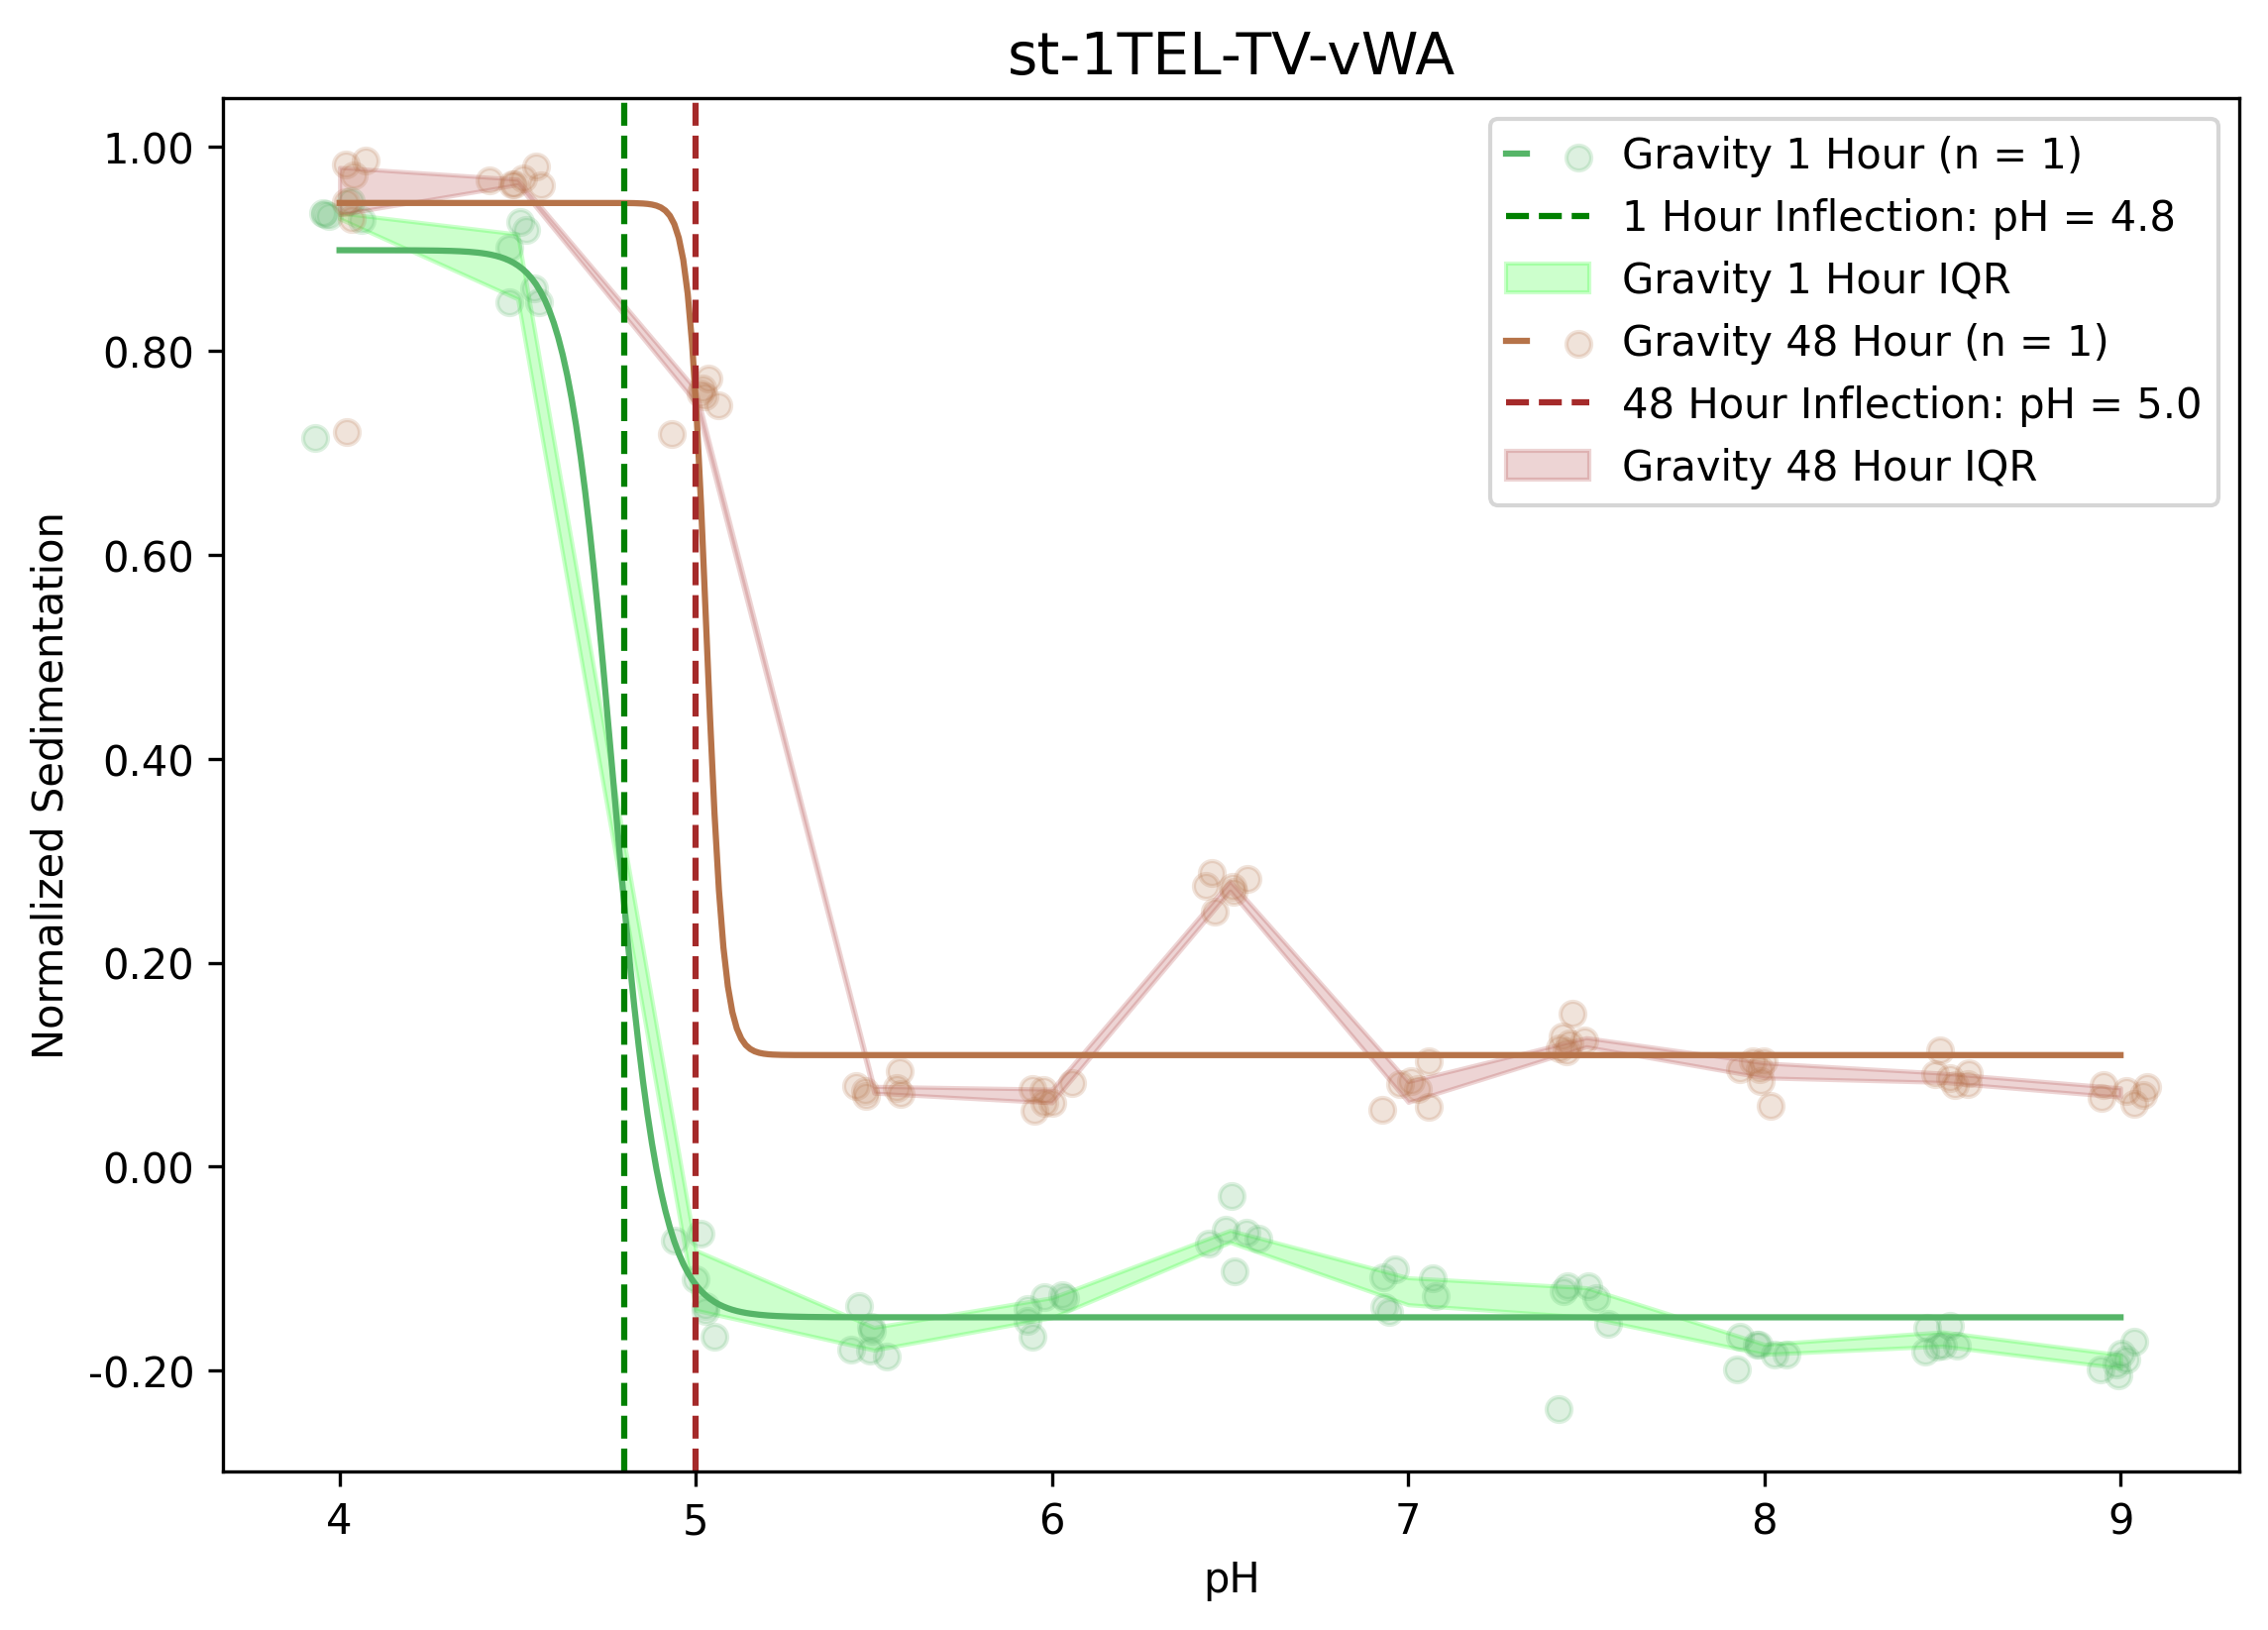 st-1TEL-TV-vWA
Normalized Sedimentation
1.00
0.80
0.60
0.40
0.20
0.00
-0.20
Gravity 1 Hour (n = 1)
1 Hour Inflection: pH = 4.8
Gravity 1 Hour IQR
Gravity 48 Hour (n = 1)
48 Hour Inflection: pH = 5.0
Gravity 48 Hour IQR
4 5 6 7 8 9
pH